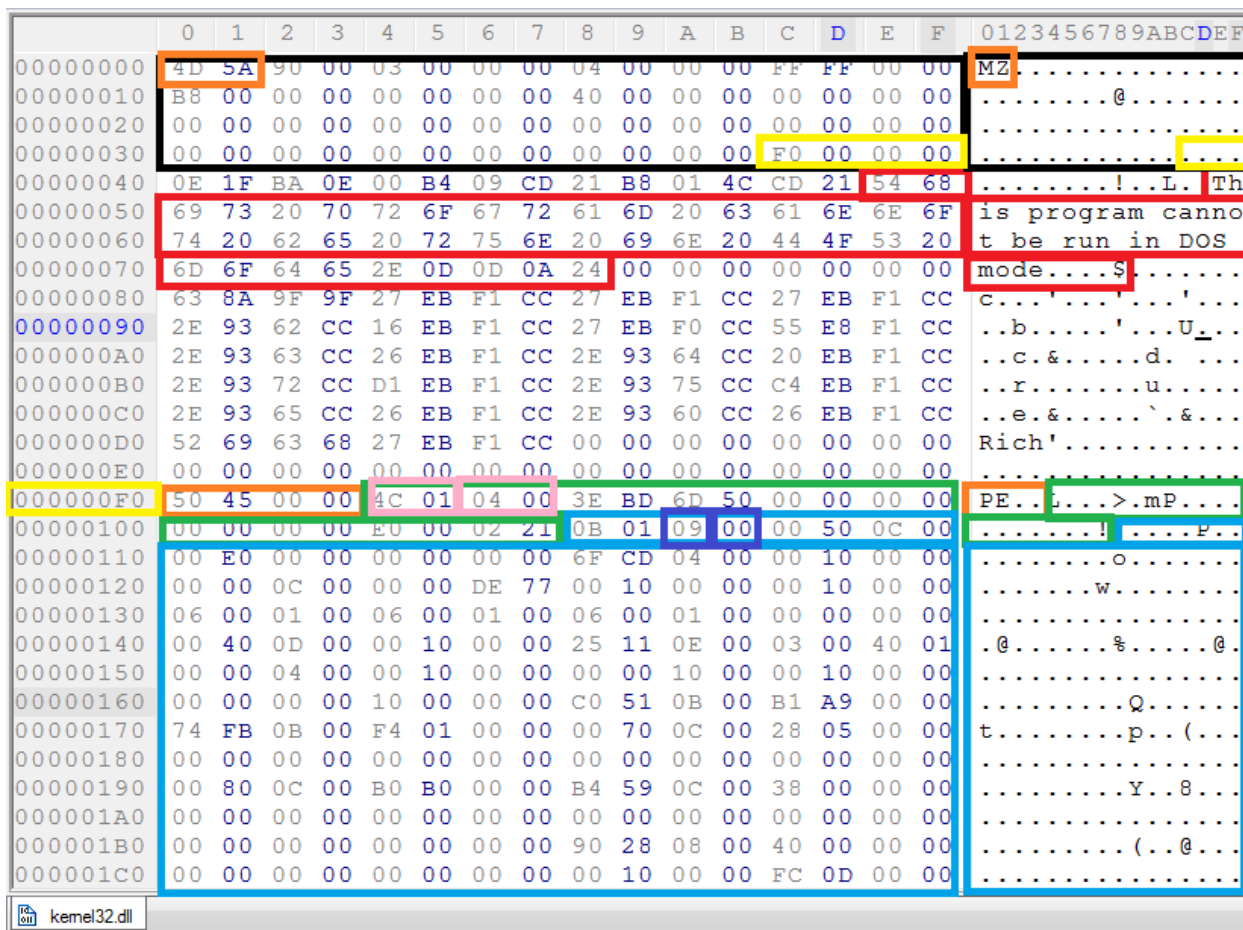 0 1 2 3 4 5 6 7 8 9 A B C D E F 0123456789ABCDEF
00000000 4D 5A 90 00 03 00 00 00 04 00 00 00 FF FF 00 00 MZ..............
00000010 B8 00 00 00 00 00 00 00 40 00 00 00 00 00 00 00 ........@.......
00000020 00 00 00 00 00 00 00 00 00 00 00 00 00 00 00 00 ................
00000030 00 00 00 00 00 00 00 00 00 00 00 00 F0 00 00 00 ................
00000040 0E 1F BA 0E 00 B4 09 CD 21 B8 01 4C CD 21 54 68 ........!..L.Th
00000050 69 73 20 70 72 6F 67 72 61 6D 20 63 61 6E 6E 6F is program canno
00000060 74 20 62 65 20 72 75 6E 20 69 6E 20 44 4F 53 20 t be run in DOS
00000070 6D 6F 64 65 2E 0D 0D 0A 24 00 00 00 00 00 00 00 mode....$.......
00000080 63 8A 9F 9F 27 EB F1 CC 27 EB F1 CC 27 EB F1 CC c...'...'...'...
00000090 2E 93 62 CC 16 EB F1 CC 27 EB F0 CC 55 E8 F1 CC ..b.....'...U...
000000A0 2E 93 63 CC 26 EB F1 CC 2E 93 64 CC 20 EB F1 CC ..c.&.....d. ...
000000B0 2E 93 72 CC D1 EB F1 CC 2E 93 75 CC C4 EB F1 CC ..r.......u.....
000000C0 2E 93 65 CC 26 EB F1 CC 2E 93 60 CC 26 EB F1 CC ..e.&.....`.&...
000000D0 52 69 63 68 27 EB F1 CC 00 00 00 00 00 00 00 00 Rich'...........
000000E0 00 00 00 00 00 00 00 00 00 00 00 00 00 00 00 00 ................
000000F0 50 45 00 00 4C 01 04 00 3E BD 6D 50 00 00 00 00 PE..L...>.mP....
00000100 00 00 00 00 E0 00 02 21 0B 01 09 00 00 50 0C 00 .......!.....P..
00000110 00 E0 00 00 00 00 00 00 6F CD 04 00 00 10 00 00 ........o.......
00000120 00 00 0C 00 00 00 DE 77 00 10 00 00 00 10 00 00 .......w........
00000130 06 00 01 00 06 00 01 00 06 00 01 00 00 00 00 00 ................
00000140 00 40 0D 00 00 10 00 00 25 11 0E 00 03 00 40 01 .@......%.....@.
00000150 00 00 04 00 00 10 00 00 00 00 10 00 00 10 00 00 ................
00000160 00 00 00 00 10 00 00 00 C0 51 0B 00 B1 A9 00 00 .........Q......
00000170 74 FB 0B 00 F4 01 00 00 00 70 0C 00 28 05 00 00 t........p..(...
00000180 00 00 00 00 00 00 00 00 00 00 00 00 00 00 00 00 ................
00000190 00 80 0C 00 B0 B0 00 00 B4 59 0C 00 38 00 00 00 .........Y..8...
000001A0 00 00 00 00 00 00 00 00 00 00 00 00 00 00 00 00 ................
000001B0 00 00 00 00 00 00 00 00 90 28 08 00 40 00 00 00 .........(..@...
000001C0 00 00 00 00 00 00 00 00 00 10 00 00 FC 0D 00 00 ................
kernel32.dll